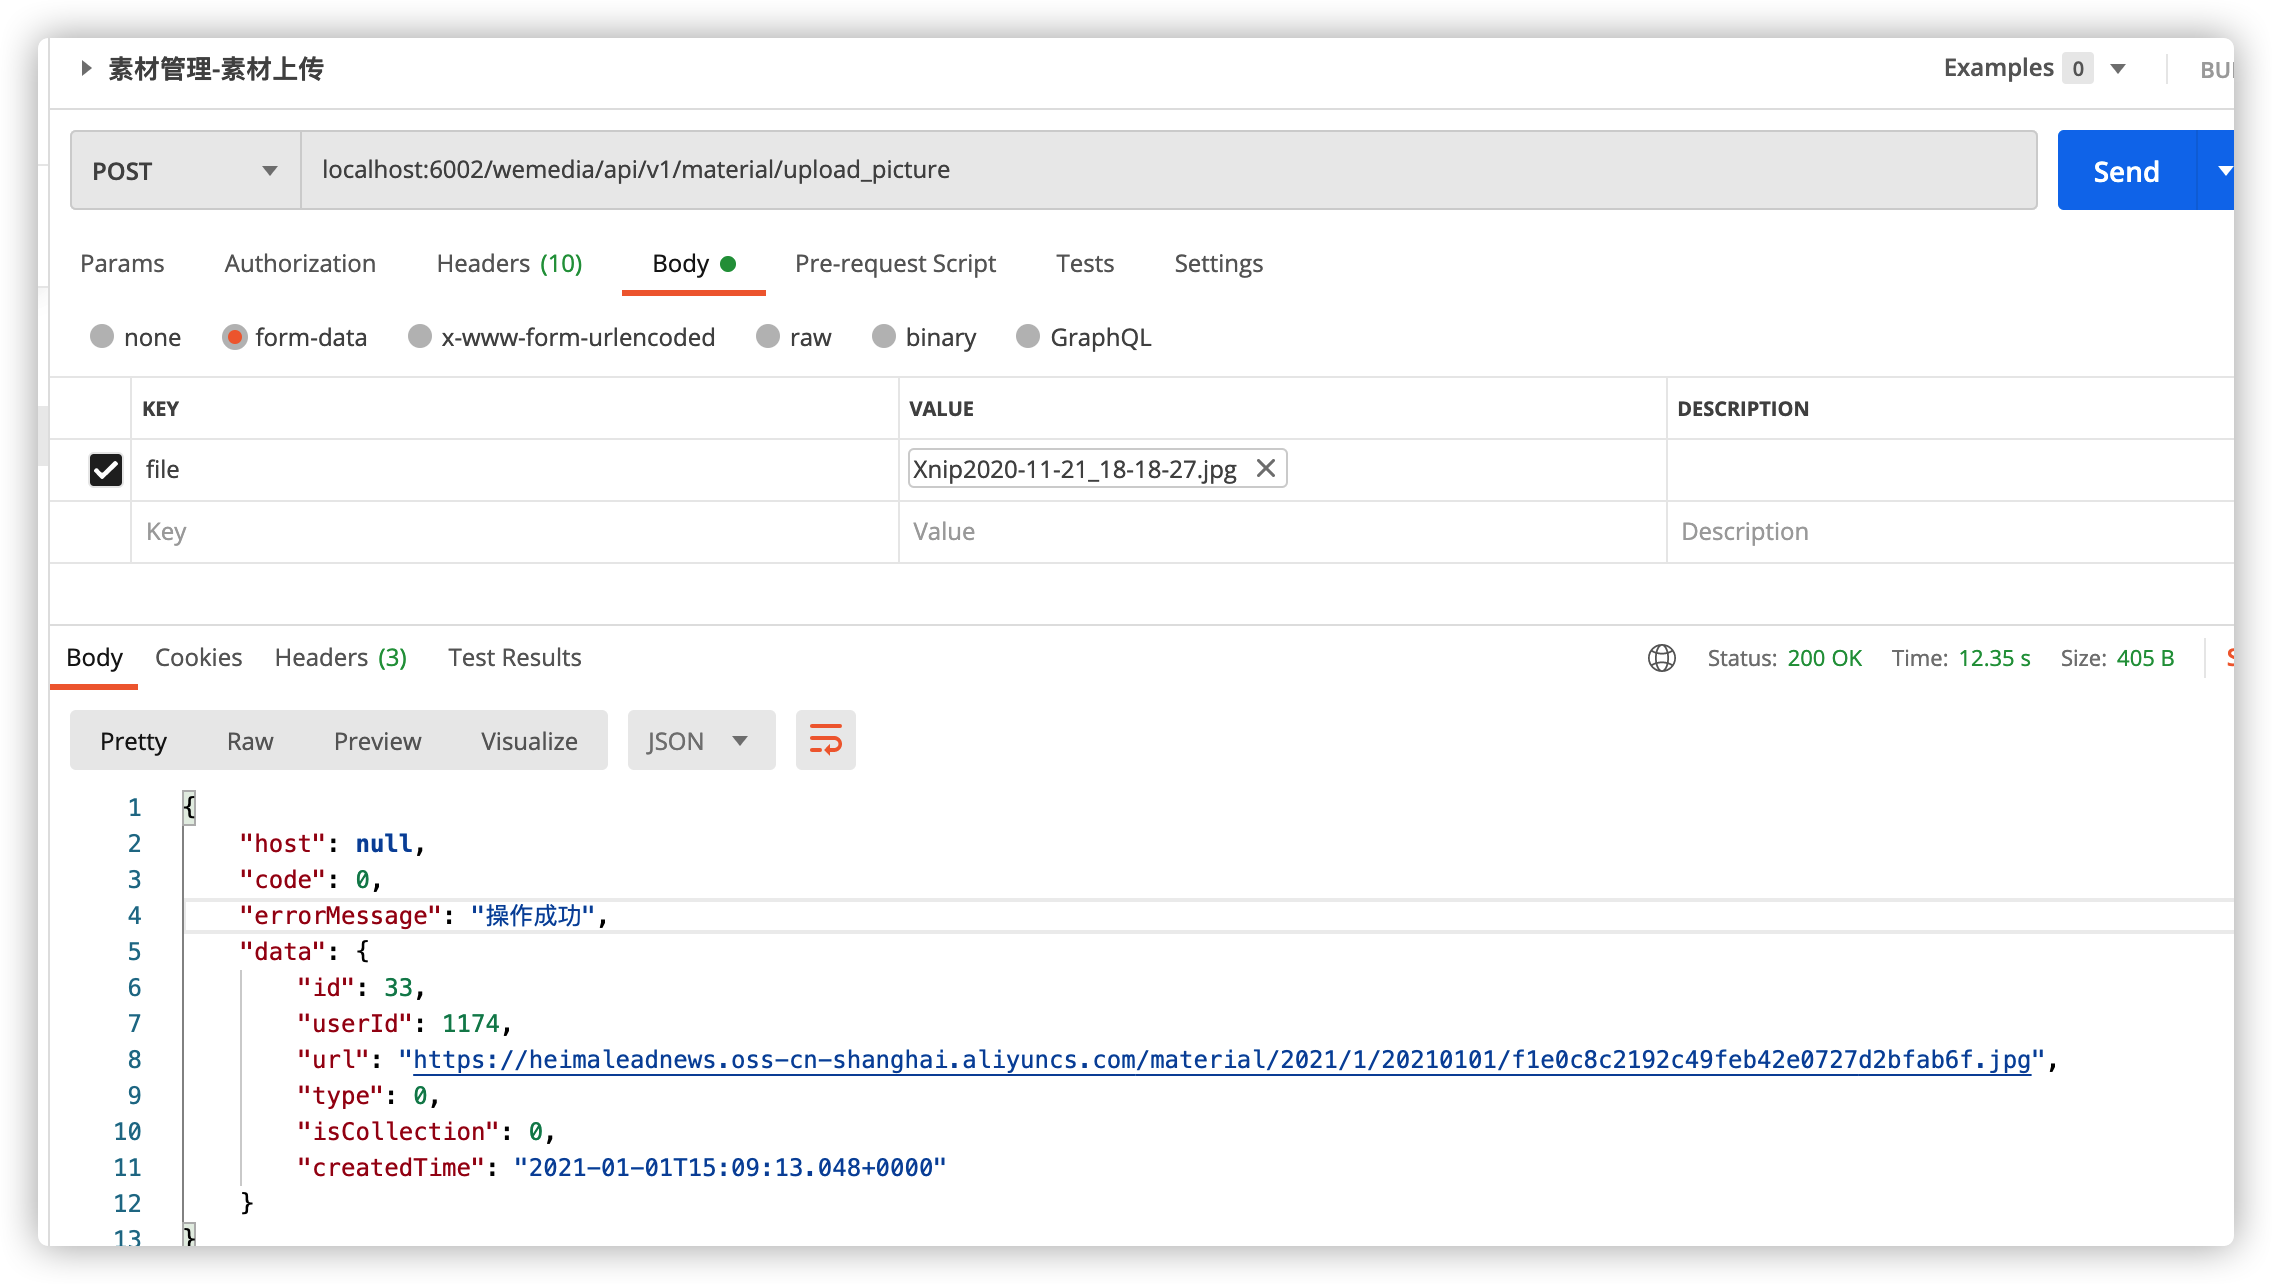 素材管理-素材上传 Examples 0
POST localhost:6002/wemedia/api/v1/material/upload_picture Send
Params Authorization Headers (10) Body Pre-request Script Tests Settings
none form-data x-www-form-urlencoded raw binary GraphQL
KEY VALUE DESCRIPTION
file Xnip2020-11-21_18-18-27.jpg
Key Value Description
Body Cookies Headers (3) Test Results Status: 200 OK Time: 12.35 s Size: 405 B
Pretty Raw Preview Visualize JSON
1 {
2 "host": null,
3 "code": 0,
4 "errorMessage": "操作成功",
5 "data": {
6 "id": 33,
7 "userId": 1174,
8 "url": "https://heimaleadnews.oss-cn-shanghai.aliyuncs.com/material/2021/1/20210101/f1e0c8c2192c49feb42e0727d2bfab6f.jpg",
9 "type": 0,
10 "isCollection": 0,
11 "createdTime": "2021-01-01T15:09:13.048+0000"
12 }
13 }